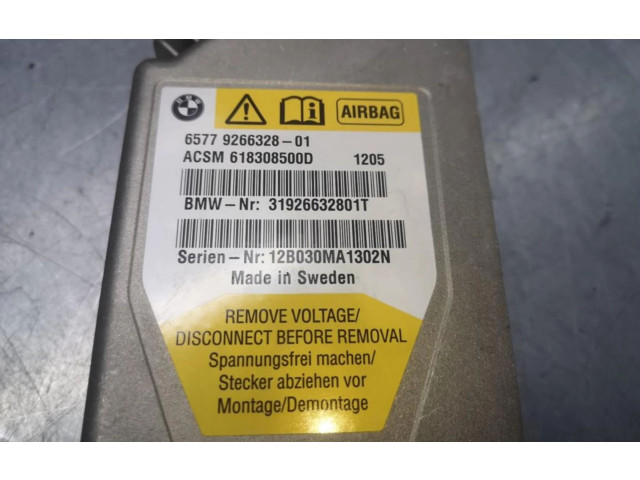 BMW
AIRBAG
6577 9266328-01
ACSM 618308500D 1205
BMW-Nr: 31926632801T
Serien-Nr: 12B030MA1302N
Made in Sweden
REMOVE VOLTAGE/
DISCONNECT BEFORE REMOVAL
Spannungsfrei machen/
Stecker abziehen vor
Montage/Demontage